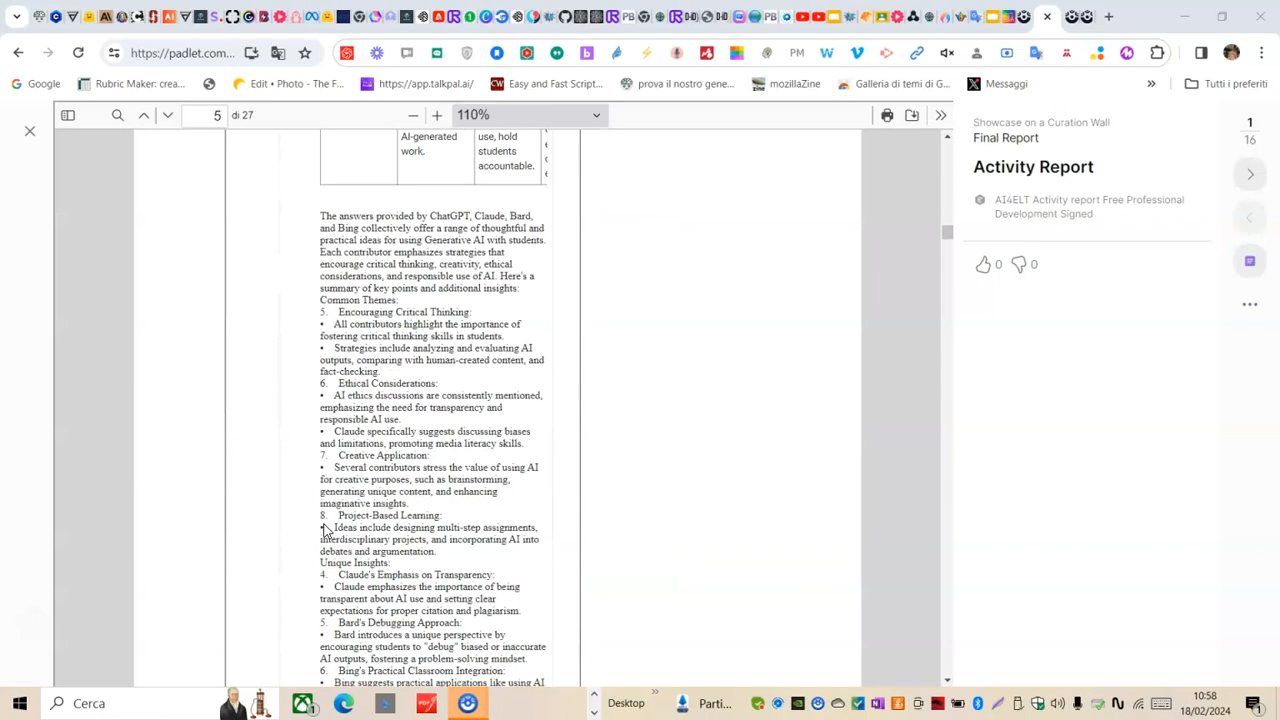 https://padlet.com...
Google
Rubric Maker: crea...
Edit • Photo - The F...
https://app.talkpal.ai/
Easy and Fast Script...
prova il nostro gene...
mozillaZine
Galleria di temi di G...
Messaggi
Tutti i preferiti
5 di 27
110%
AI-generated
work.
use, hold
students
accountable.
The answers provided by ChatGPT, Claude, Bard,
and Bing collectively offer a range of thoughtful and
practical ideas for using Generative AI with students.
Each contributor emphasizes strategies that
encourage critical thinking, creativity, ethical
considerations, and responsible use of AI. Here's a
summary of key points and additional insights:
Common Themes:
5. Encouraging Critical Thinking:
• All contributors highlight the importance of
fostering critical thinking skills in students.
• Strategies include analyzing and evaluating AI
outputs, comparing with human-created content, and
fact-checking.
6. Ethical Considerations:
• AI ethics discussions are consistently mentioned,
emphasizing the need for transparency and
responsible AI use.
• Claude specifically suggests discussing biases
and limitations, promoting media literacy skills.
7. Creative Application:
• Several contributors stress the value of using AI
for creative purposes, such as brainstorming,
generating unique content, and enhancing
imaginative insights.
8. Project-Based Learning:
• Ideas include designing multi-step assignments,
interdisciplinary projects, and incorporating AI into
debates and argumentation.
Unique Insights:
4. Claude's Emphasis on Transparency:
• Claude emphasizes the importance of being
transparent about AI use and setting clear
expectations for proper citation and plagiarism.
5. Bard's Debugging Approach:
• Bard introduces a unique perspective by
encouraging students to "debug" biased or inaccurate
AI outputs, fostering a problem-solving mindset.
6. Bing's Practical Classroom Integration:
• Bing suggests practical applications like using AI
Showcase on a Curation Wall
Final Report
Activity Report
AI4ELT Activity report Free Professional
Development Signed
0 0
1
16
Cerca
Desktop
Parti...
10:58
18/02/2024